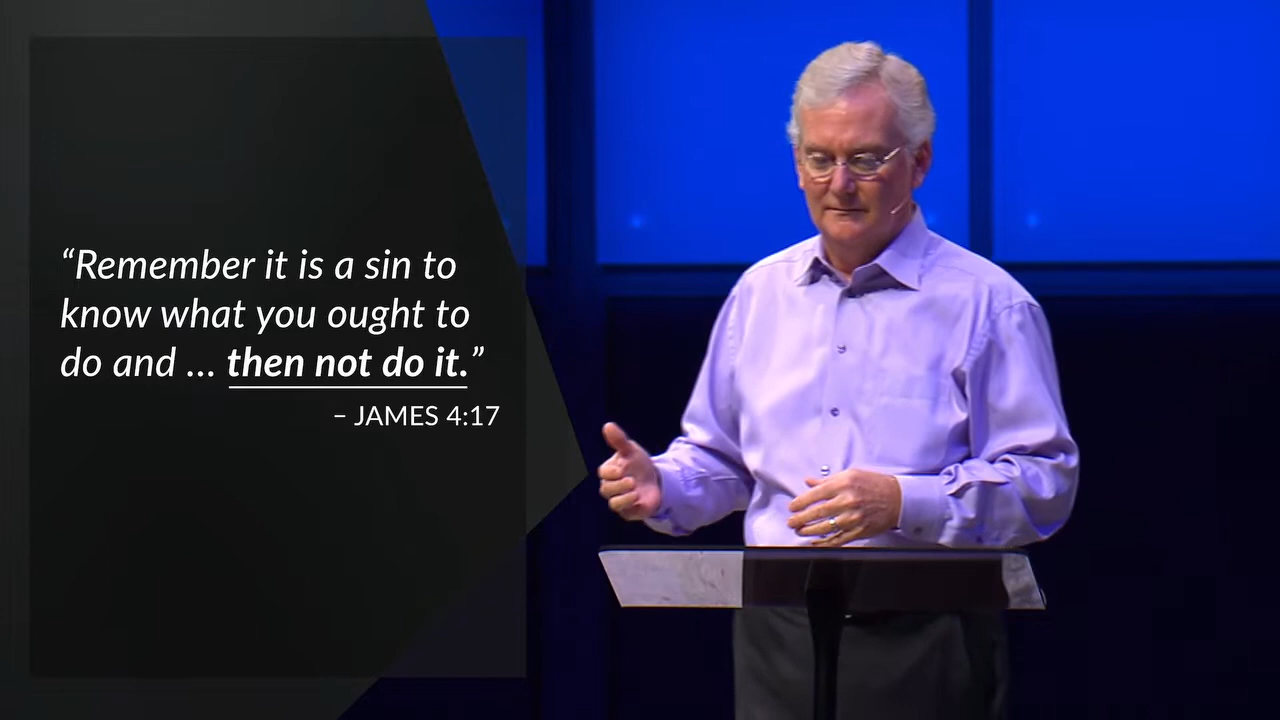 “Remember it is a sin to
know what you ought to
do and ... then not do it.”
– JAMES 4:17